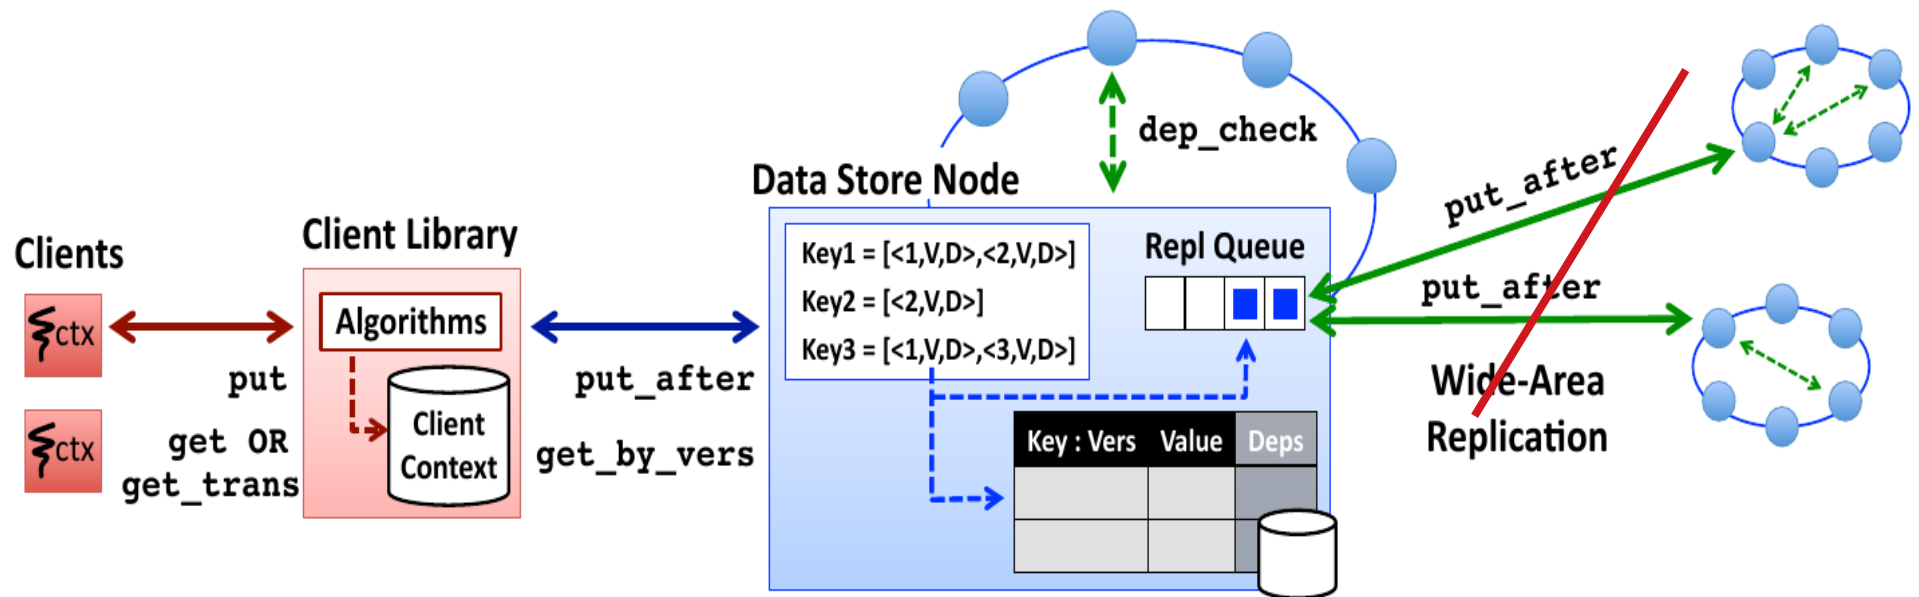 Clients
ctx
ctx
put
get OR
get_trans
Client Library
Algorithms
Client
Context
put_after
get_by_vers
Data Store Node
Key1 = [<1,V,D>,<2,V,D>]
Key2 = [<2,V,D>]
Key3 = [<1,V,D>,<3,V,D>]
Repl Queue
Key : Vers Value Deps
dep_check
put_after
put_after
Wide-Area
Replication